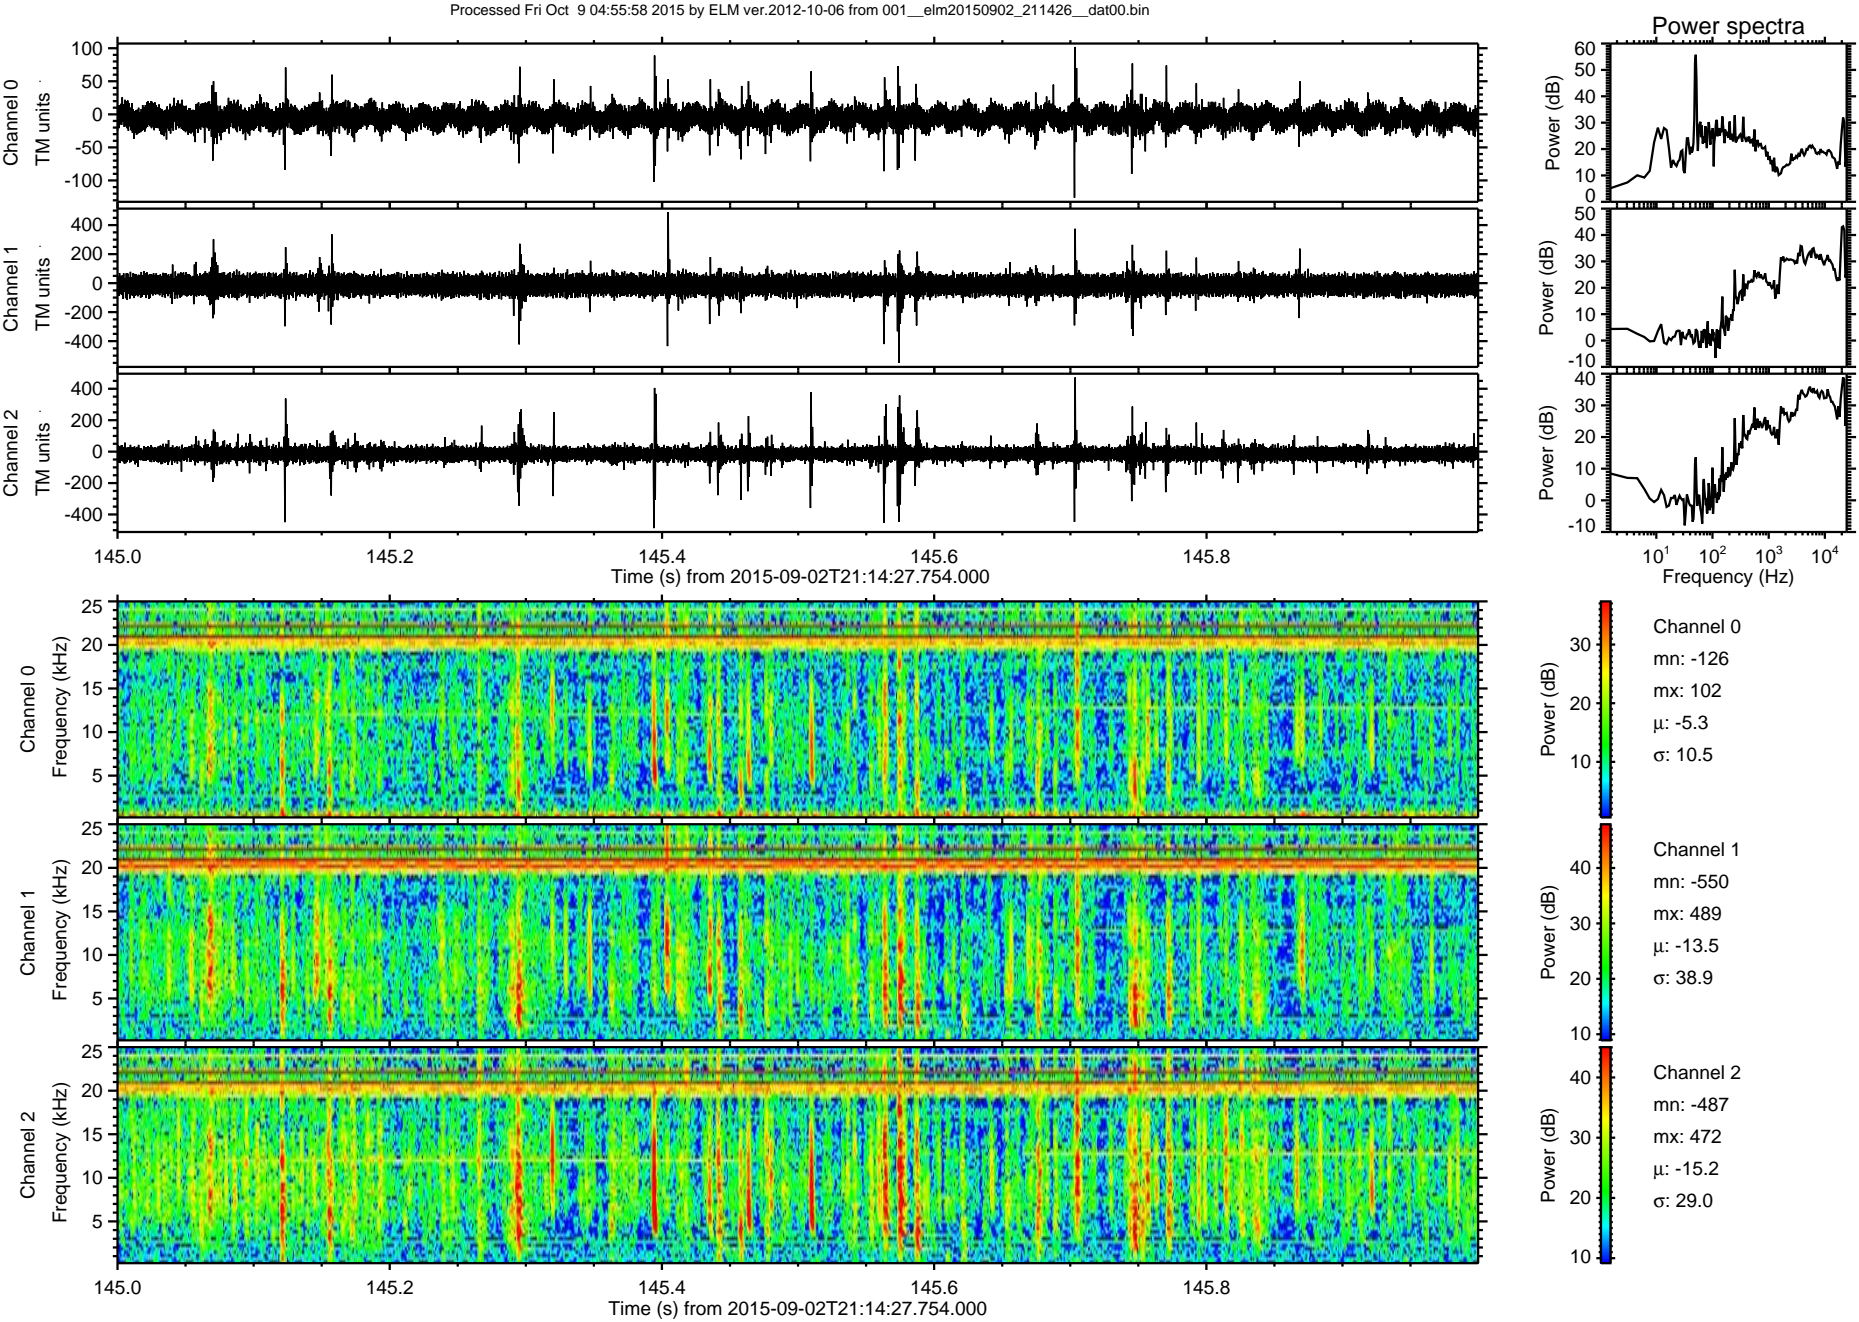 Processed Fri Oct  9 04:55:58 2015 by ELM ver.2012-10-06 from 001__elm20150902_211426__dat00.bin
Power spectra
Channel 0
TM units
100
50
0
-50
-100
Power (dB)
60
50
40
30
20
10
0
Channel 1
TM units
400
200
0
-200
-400
Power (dB)
50
40
30
20
10
0
-10
Channel 2
TM units
400
200
0
-200
-400
Power (dB)
40
30
20
10
0
-10
145.0 145.2 145.4 145.6 145.8
Time (s) from 2015-09-02T21:14:27.754.000
10¹ 10² 10³ 10⁴
Frequency (Hz)
Channel 0
Frequency (kHz)
25
20
15
10
5
Power (dB)
30
20
10
Channel 0
mn: -126
mx: 102
μ: -5.3
σ: 10.5
Channel 1
Frequency (kHz)
25
20
15
10
5
Power (dB)
40
30
20
10
Channel 1
mn: -550
mx: 489
μ: -13.5
σ: 38.9
Channel 2
Frequency (kHz)
25
20
15
10
5
Power (dB)
40
30
20
10
Channel 2
mn: -487
mx: 472
μ: -15.2
σ: 29.0
145.0 145.2 145.4 145.6 145.8
Time (s) from 2015-09-02T21:14:27.754.000